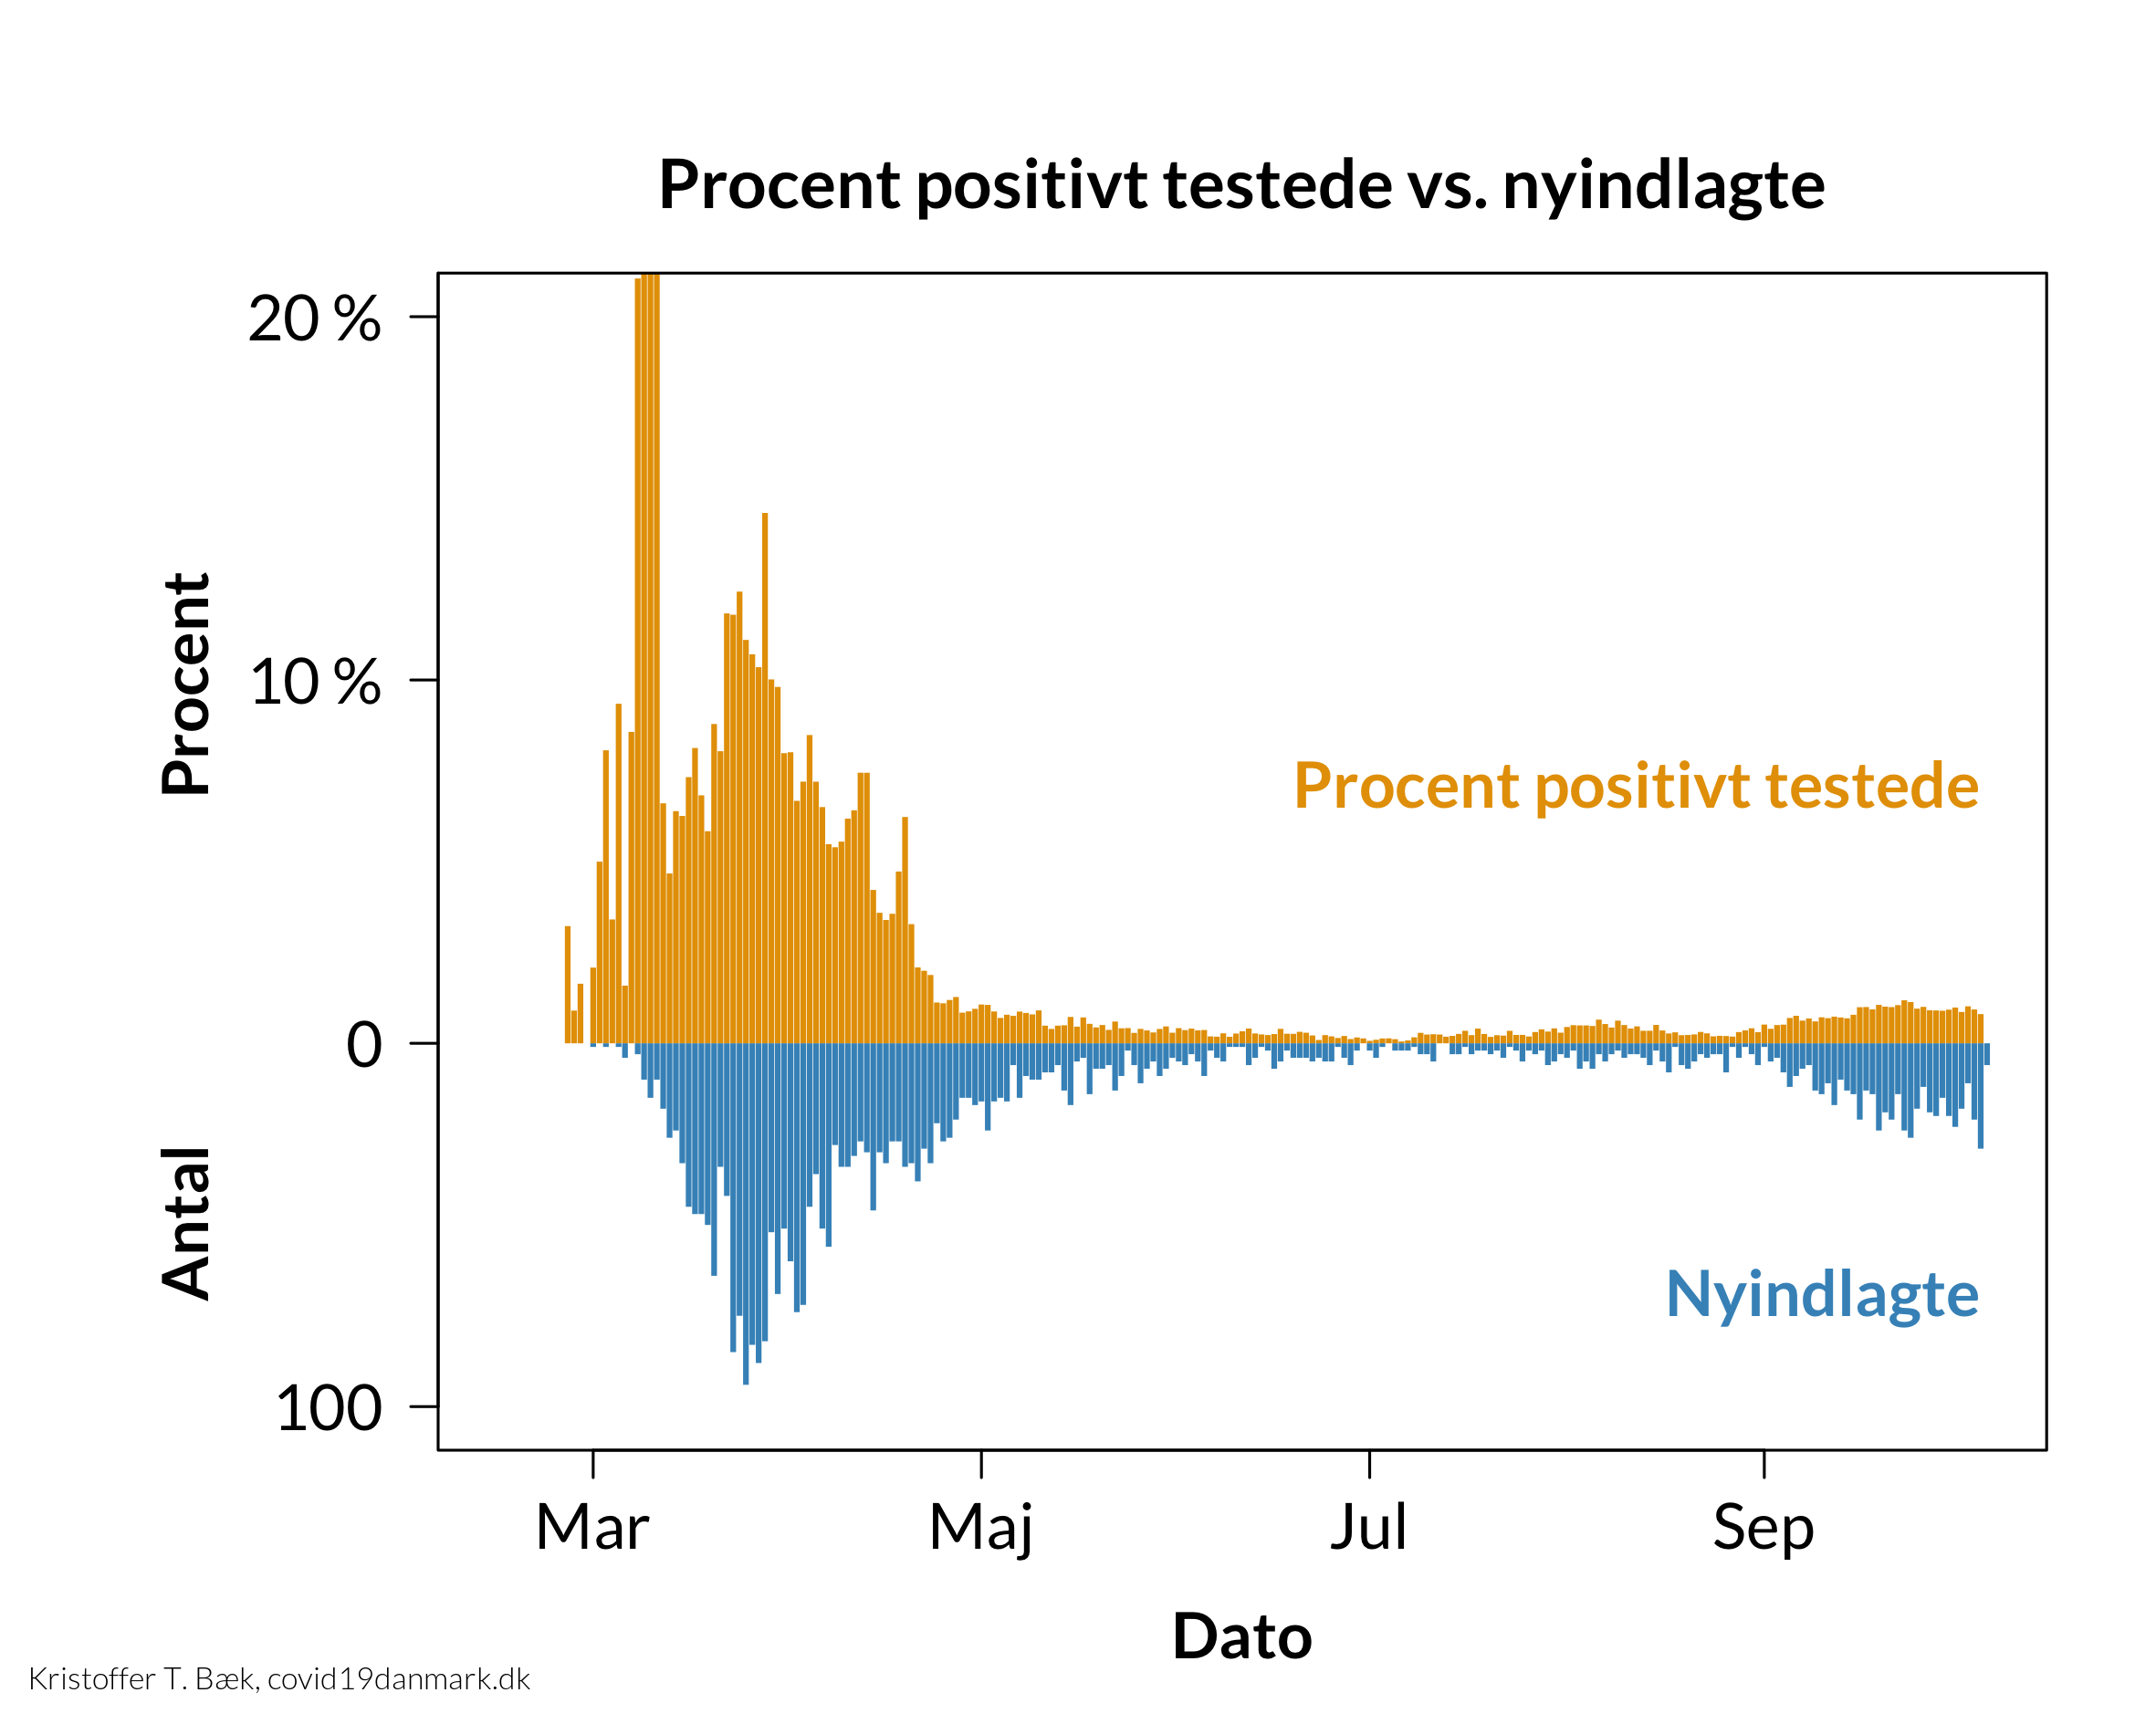 Procent positivt testede vs. nyindlagte
20 %
10 %
0
100
Procent
Antal
Procent positivt testede
Nyindlagte
Mar
Maj
Jul
Sep
Dato
Kristoffer T. Bæk, covid19danmark.dk